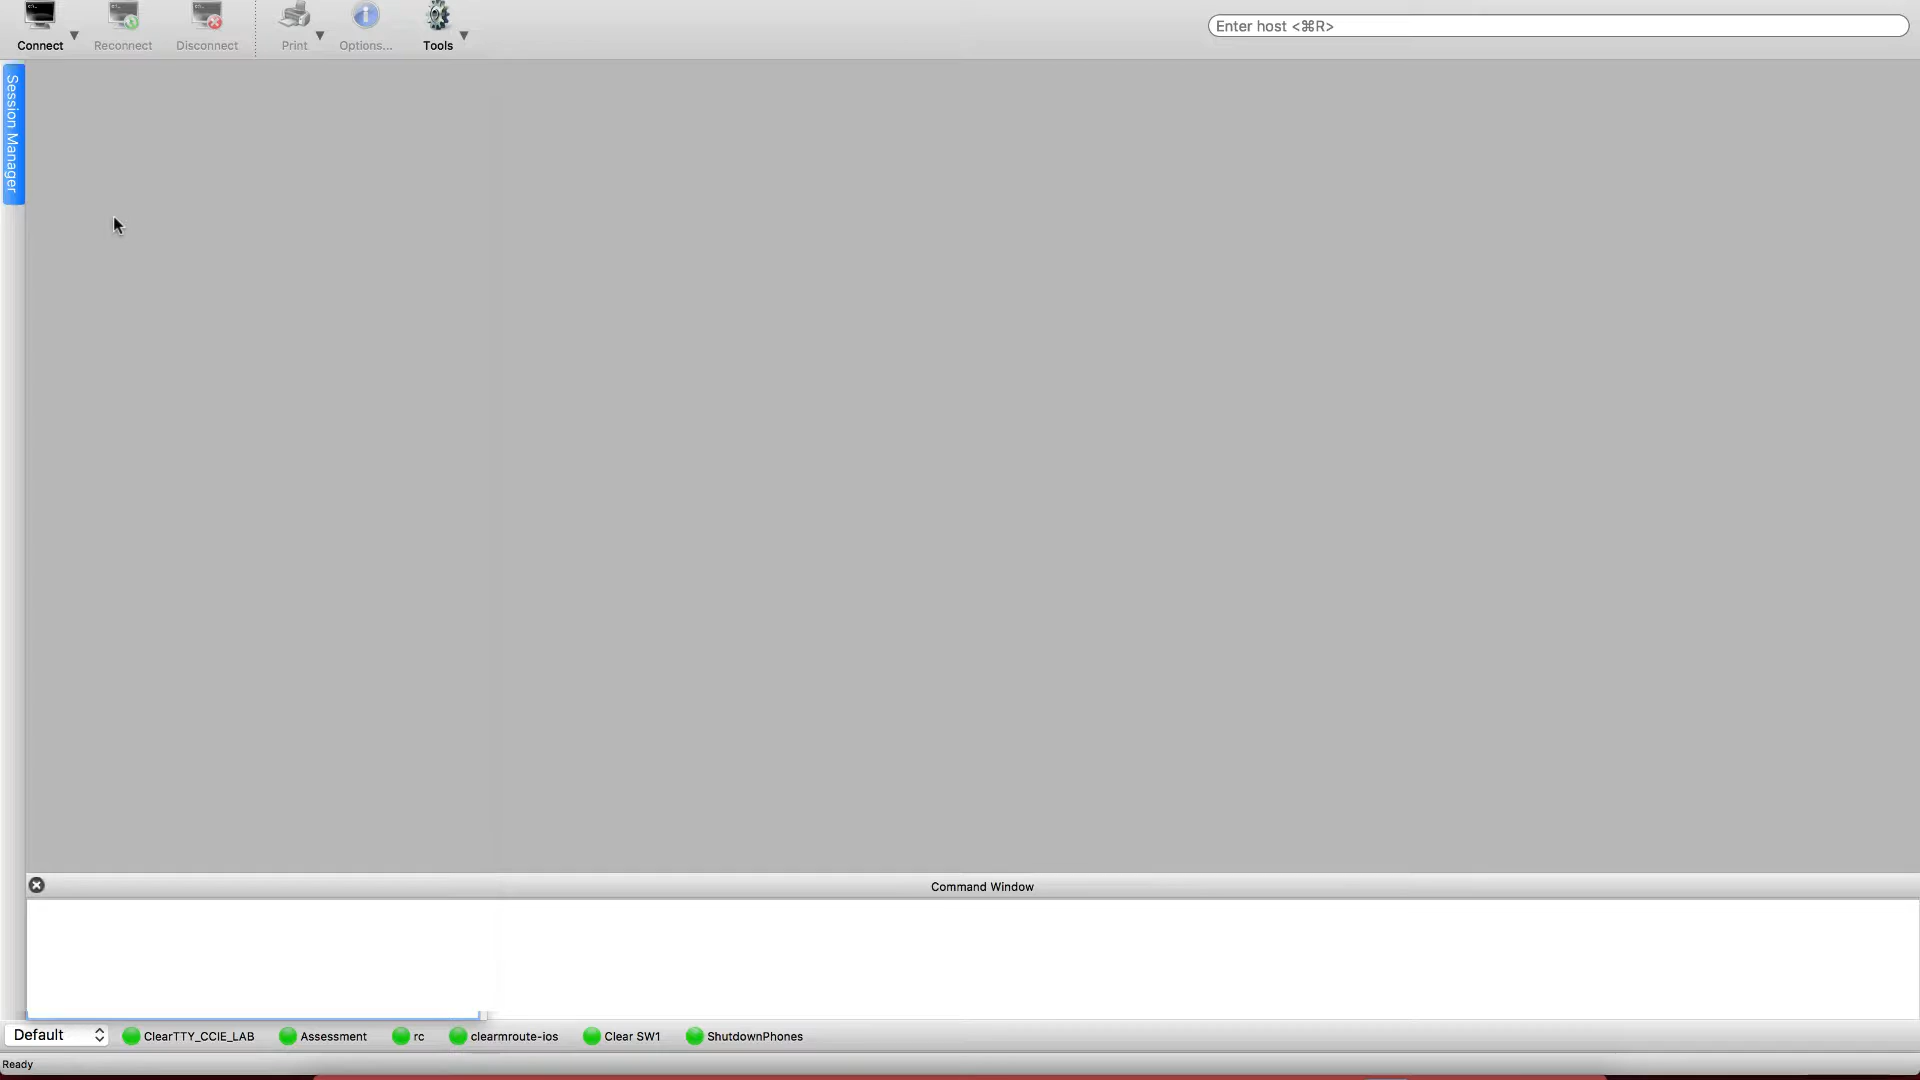 Connect
Reconnect
Disconnect
Print
Options...
Tools
Enter host <⌘R>
Session Manager
Command Window
Default
ClearTTY_CCIE_LAB
Assessment
rc
clearmroute-ios
Clear SW1
ShutdownPhones
Ready